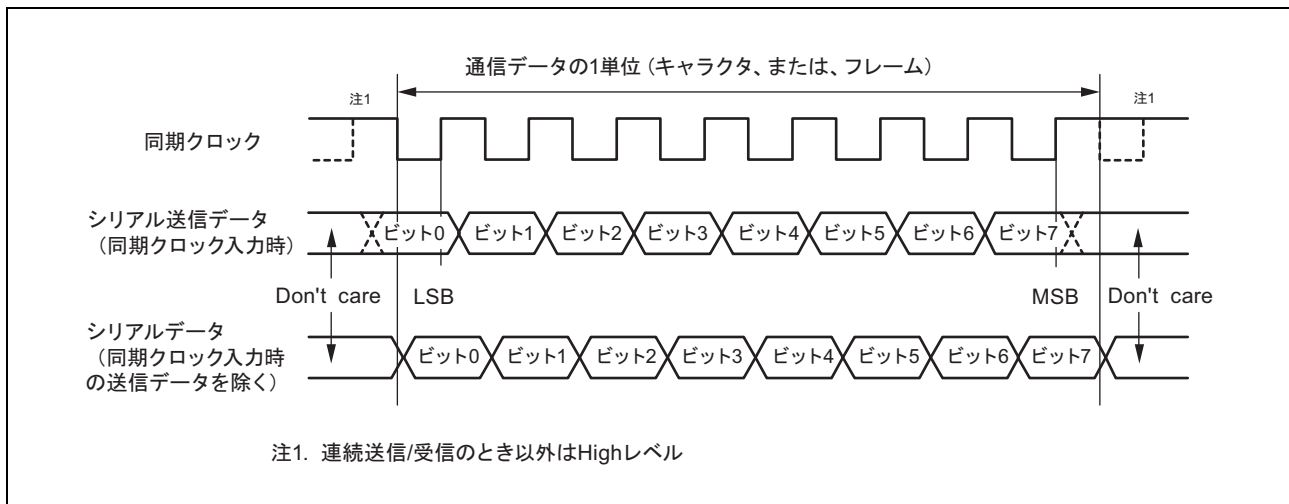 通信データの1単位（キャラクタ、または、フレーム）
注1
注1
同期クロック
シリアル送信データ
（同期クロック入力時）
ビット0 ビット1 ビット2 ビット3 ビット4 ビット5 ビット6 ビット7
Don't care LSB MSB Don't care
シリアルデータ
（同期クロック入力時
の送信データを除く）
ビット0 ビット1 ビット2 ビット3 ビット4 ビット5 ビット6 ビット7
注1. 連続送信/受信のとき以外はHighレベル